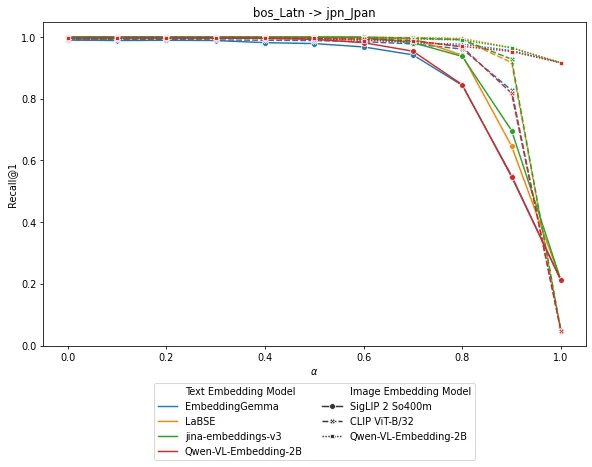 bos_Latn -> jpn_Jpan
Recall@1
1.0
0.8
0.6
0.4
0.2
0.0
0.0 0.2 0.4 0.6 0.8 1.0
α
Text Embedding Model
EmbeddingGemma
LaBSE
jina-embeddings-v3
Qwen-VL-Embedding-2B
Image Embedding Model
SigLIP 2 So400m
CLIP ViT-B/32
Qwen-VL-Embedding-2B